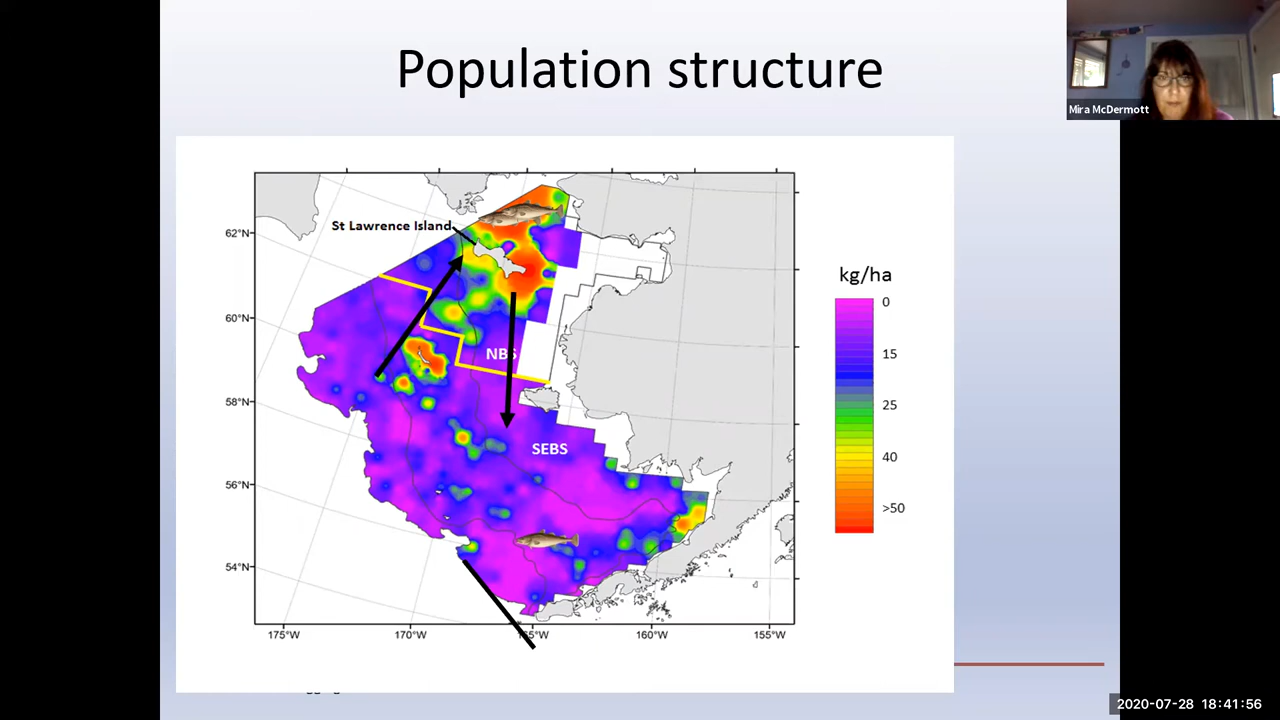 Population structure
Mira McDermott
St Lawrence Island
62°W
60°W
58°W
56°W
54°W
NBS
SEBS
175°W
170°W
165°W
160°W
155°W
kg/ha
0
15
25
40
>50
2020-07-28 18:41:56